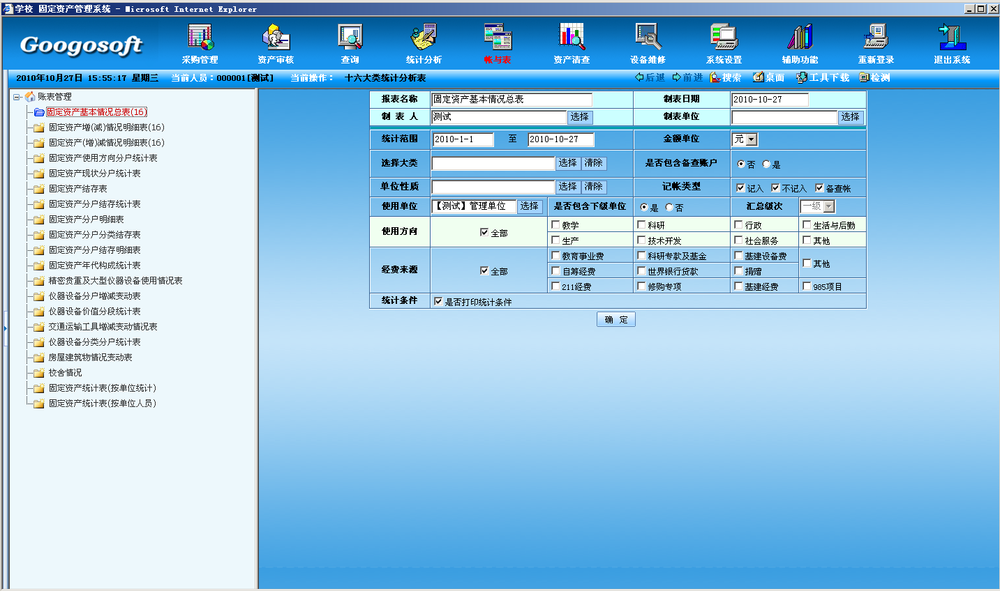 学校 固定资产管理系统 - Microsoft Internet Explorer
Googosoft
采购管理 资产审核 查询 统计分析 帐与表 资产清查 设备维修 系统设置 辅助功能 重新登录 退出系统
2010年10月27日 15:55:17 星期三 当前人员：000001[测试] 当前操作： 十六大类统计分析表 后退 前进 搜索 桌面 工具下载 检测
账表管理
固定资产基本情况总表(16)
固定资产增(减)情况明细表(16)
固定资产(增)减情况明细表(16)
固定资产使用方向分户统计表
固定资产现状分户统计表
固定资产结存表
固定资产分户结存统计表
固定资产分户明细表
固定资产分户分类结存表
固定资产分户结存明细表
固定资产年代构成统计表
精密贵重及大型仪器设备使用情况表
仪器设备分户增减变动表
仪器设备价值分段统计表
交通运输工具增减变动情况表
仪器设备分类分户统计表
房屋建筑物情况变动表
校舍情况
固定资产统计表(按单位统计)
固定资产统计表(按单位人员)
报表名称 固定资产基本情况总表 制表日期 2010-10-27
制 表 人 测试 选择 制表单位 选择
统计范围 2010-1-1 至 2010-10-27 金额单位 元
选择大类 选择 清除 是否包含备查账户 否 是
单位性质 选择 清除 记帐类型 记入 不记入 备查帐
使用单位 【测试】管理单位 选择 是否包含下级单位 是 否 汇总级次 一级
使用方向 全部 教学 科研 行政 生活与后勤
生产 技术开发 社会服务 其他
经费来源 全部 教育事业费 科研专款及基金 基建设备费 其他
自筹经费 世界银行贷款 捐赠
211经费 修购专项 基建经费 985项目
统计条件 是否打印统计条件
确 定